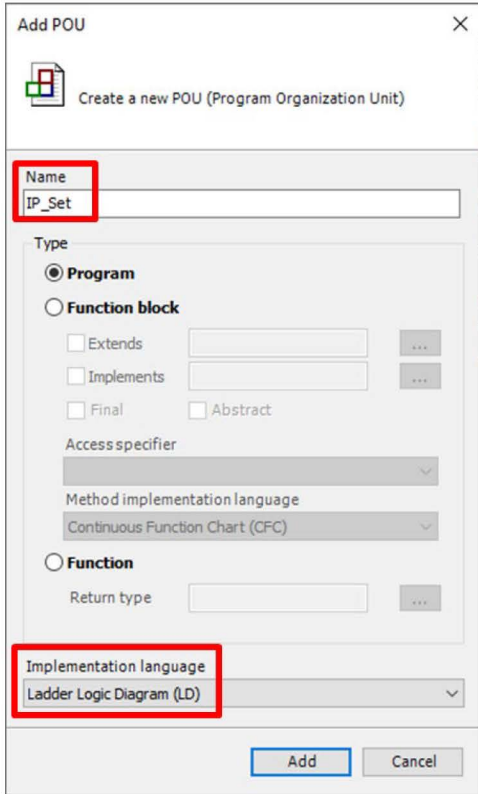 Add POU
Create a new POU (Program Organization Unit)
Name
IP_Set
Type
Program
Function block
Extends
...
Implements
...
Final Abstract
Access specifier
Method implementation language
Continuous Function Chart (CFC)
Function
Return type
...
Implementation language
Ladder Logic Diagram (LD)
Add Cancel